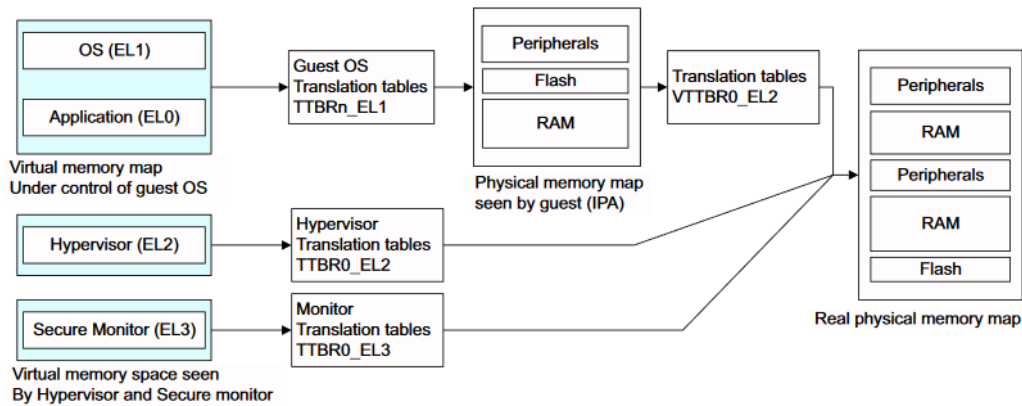 OS (EL1)
Application (EL0)
Virtual memory map
Under control of guest OS
Guest OS
Translation tables
TTBRn_EL1
Peripherals
Flash
RAM
Physical memory map
seen by guest (IPA)
Translation tables
VTTBR0_EL2
Peripherals
RAM
Peripherals
RAM
Flash
Real physical memory map
Hypervisor (EL2)
Hypervisor
Translation tables
TTBR0_EL2
Secure Monitor (EL3)
Monitor
Translation tables
TTBR0_EL3
Virtual memory space seen
By Hypervisor and Secure monitor